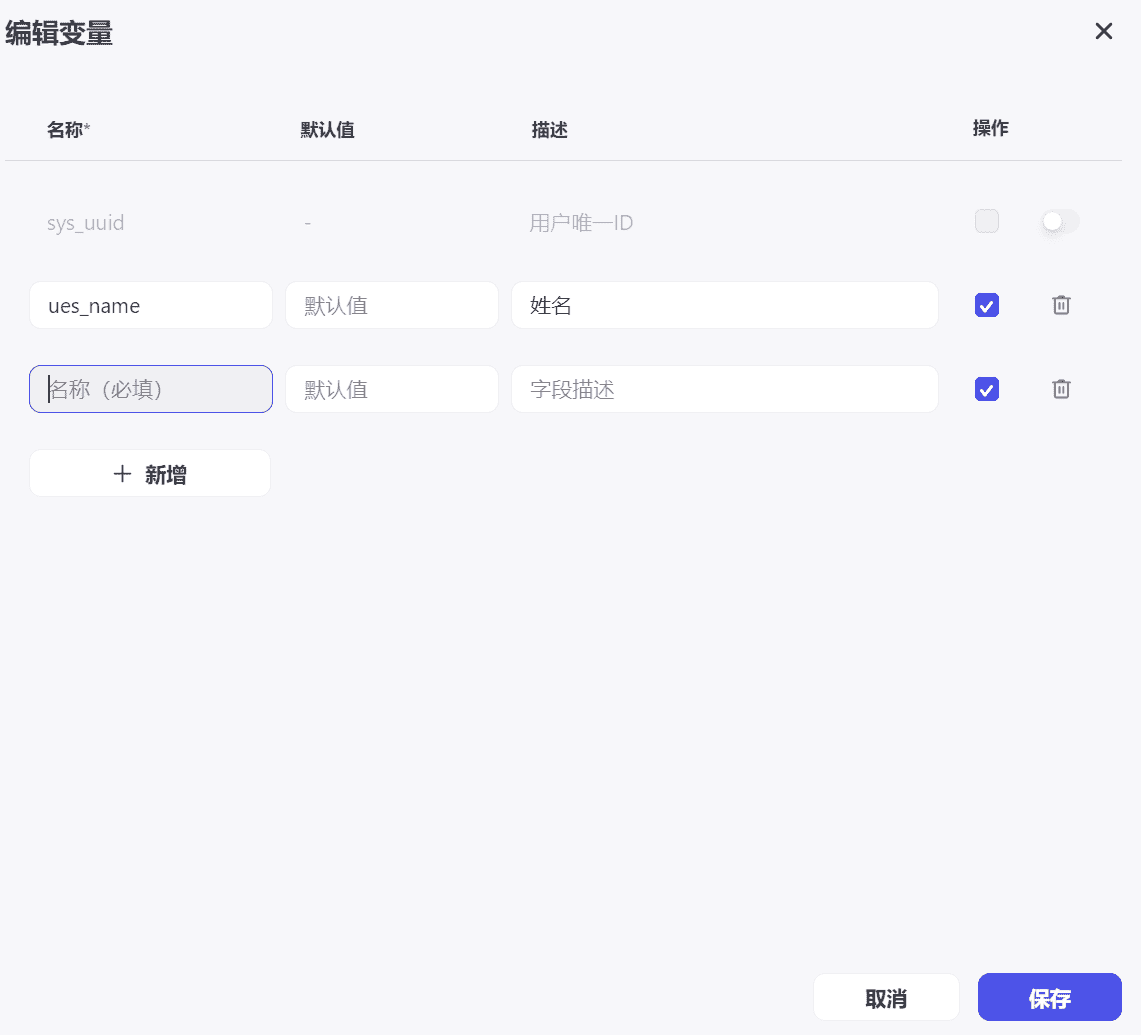 编辑变量
名称* 默认值 描述 操作
sys_uuid - 用户唯一ID
ues_name 默认值 姓名
名称（必填） 默认值 字段描述
新增
取消 保存